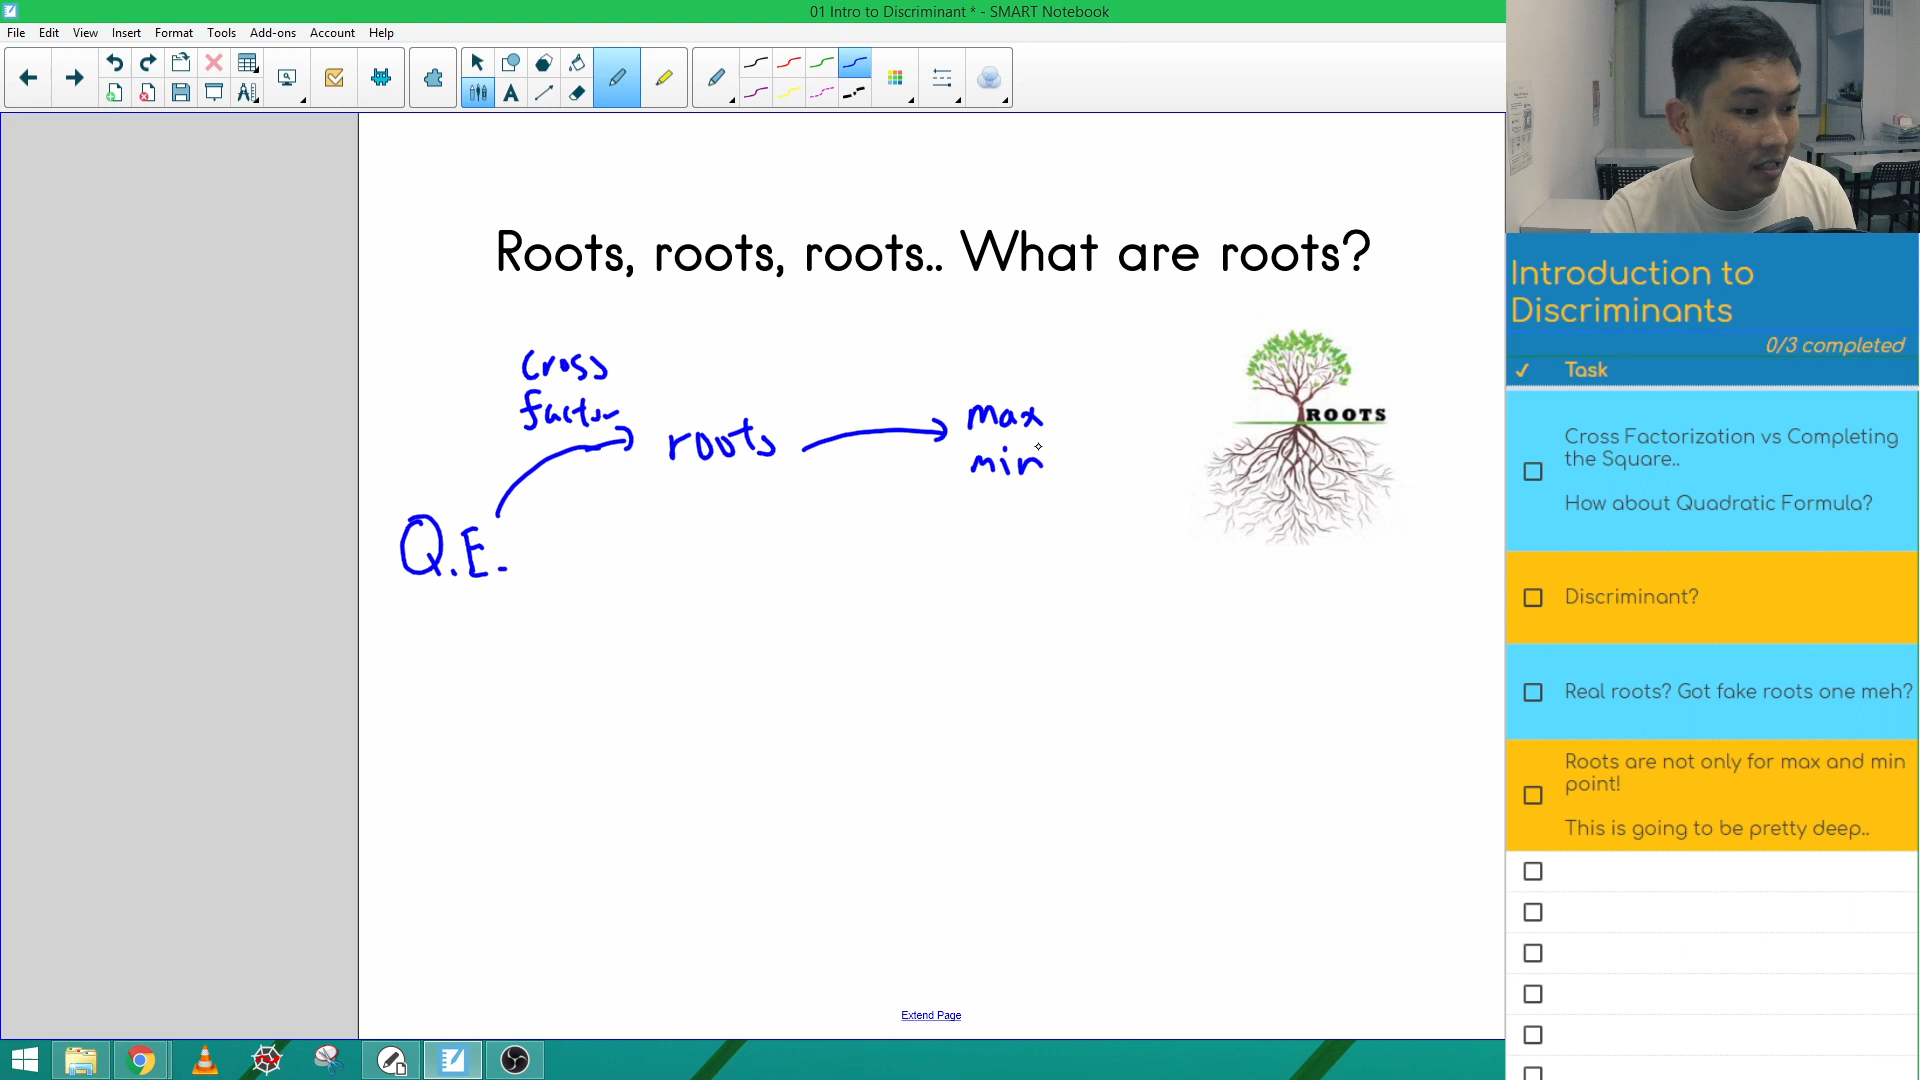 01 Intro to Discriminant * - SMART Notebook
File Edit View Insert Format Tools Add-ons Account Help
Roots, roots, roots.. What are roots?
Cross
factor
roots
max
min
Q.E.
ROOTS
Extend Page
Introduction to
Discriminants
0/3 completed
✓ Task
Cross Factorization vs Completing
the Square..
How about Quadratic Formula?
Discriminant?
Real roots? Got fake roots one meh?
Roots are not only for max and min
point!
This is going to be pretty deep..